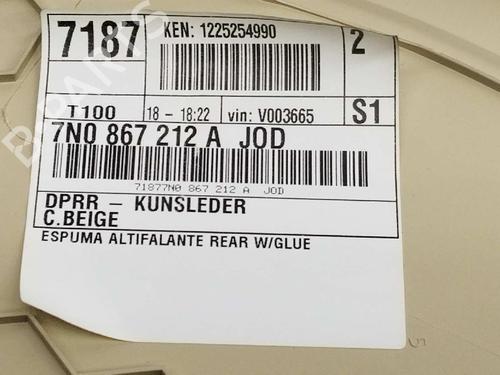 7187
KEN: 1225254990
2
T100
18 – 18:22
vin: V003665
S1
7N0 867 212 A JOD
71877N0 867 212 A JOD
DPRR – KUNSLEDER
C.BEIGE
ESPUMA ALTIFALANTE REAR W/GLUE
B-PARTS